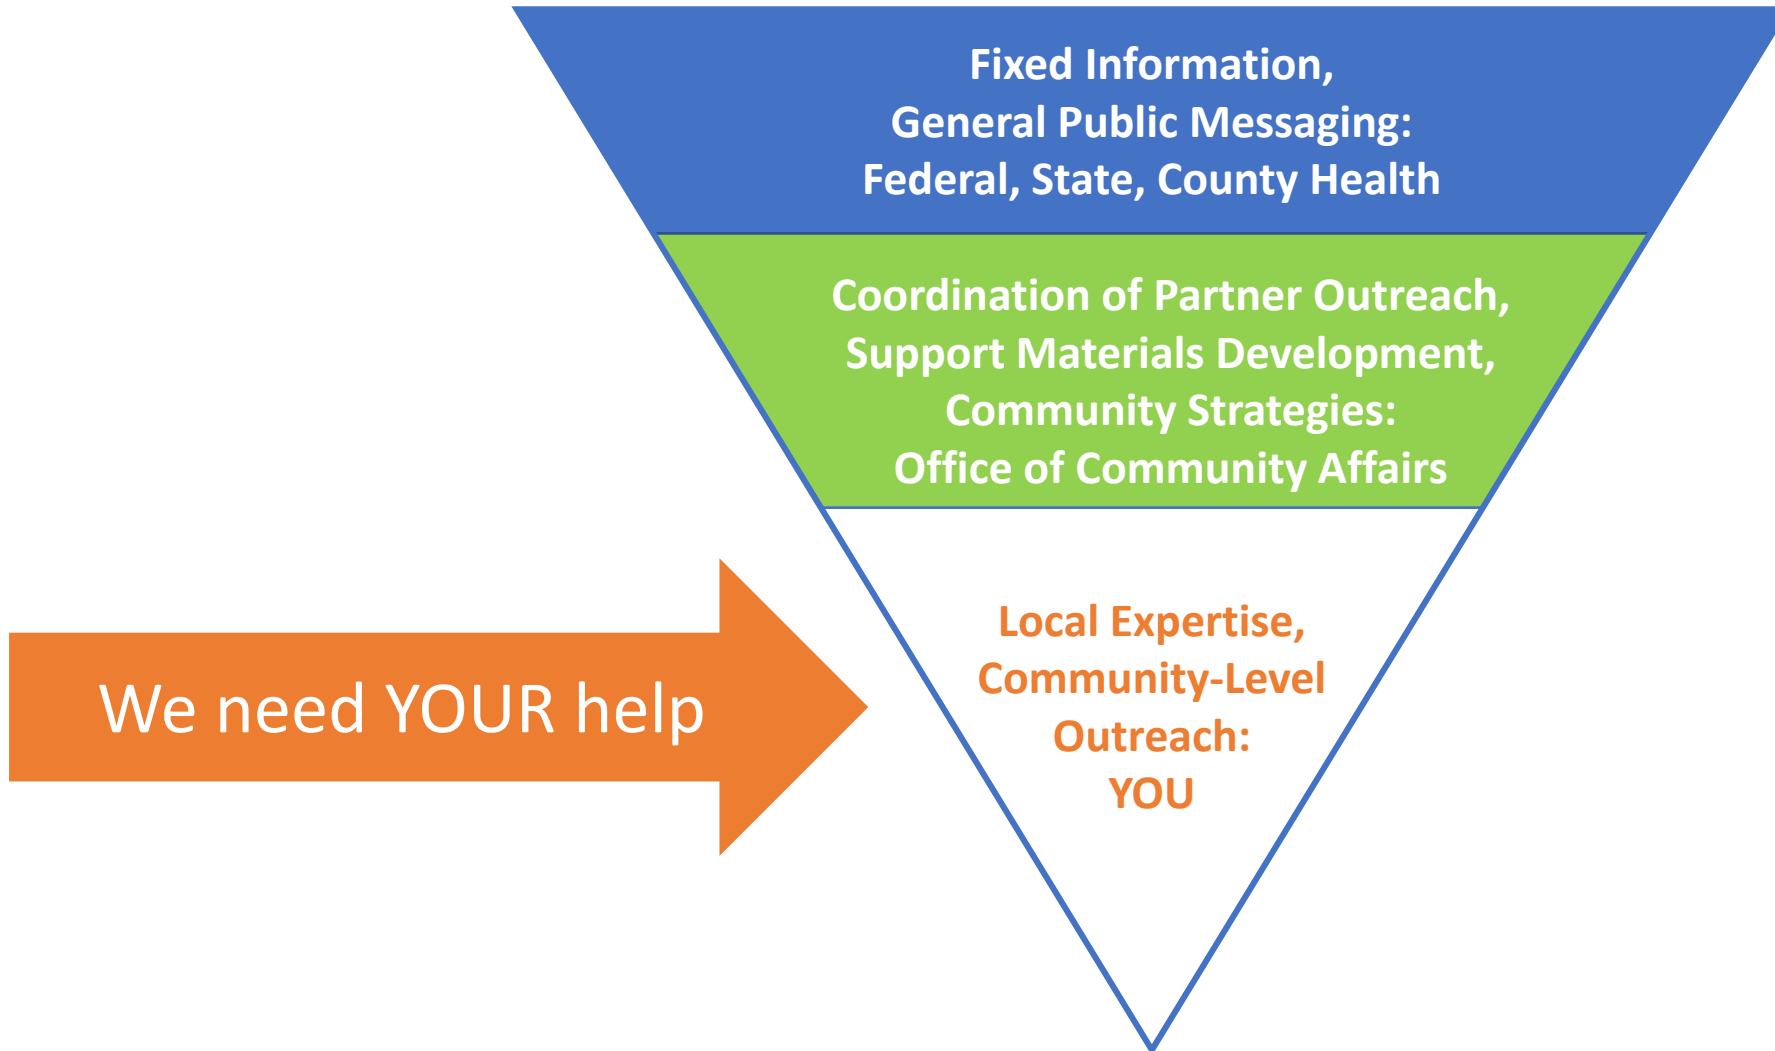 Fixed Information,
General Public Messaging:
Federal, State, County Health
Coordination of Partner Outreach,
Support Materials Development,
Community Strategies:
Office of Community Affairs
We need YOUR help
Local Expertise,
Community-Level
Outreach:
YOU